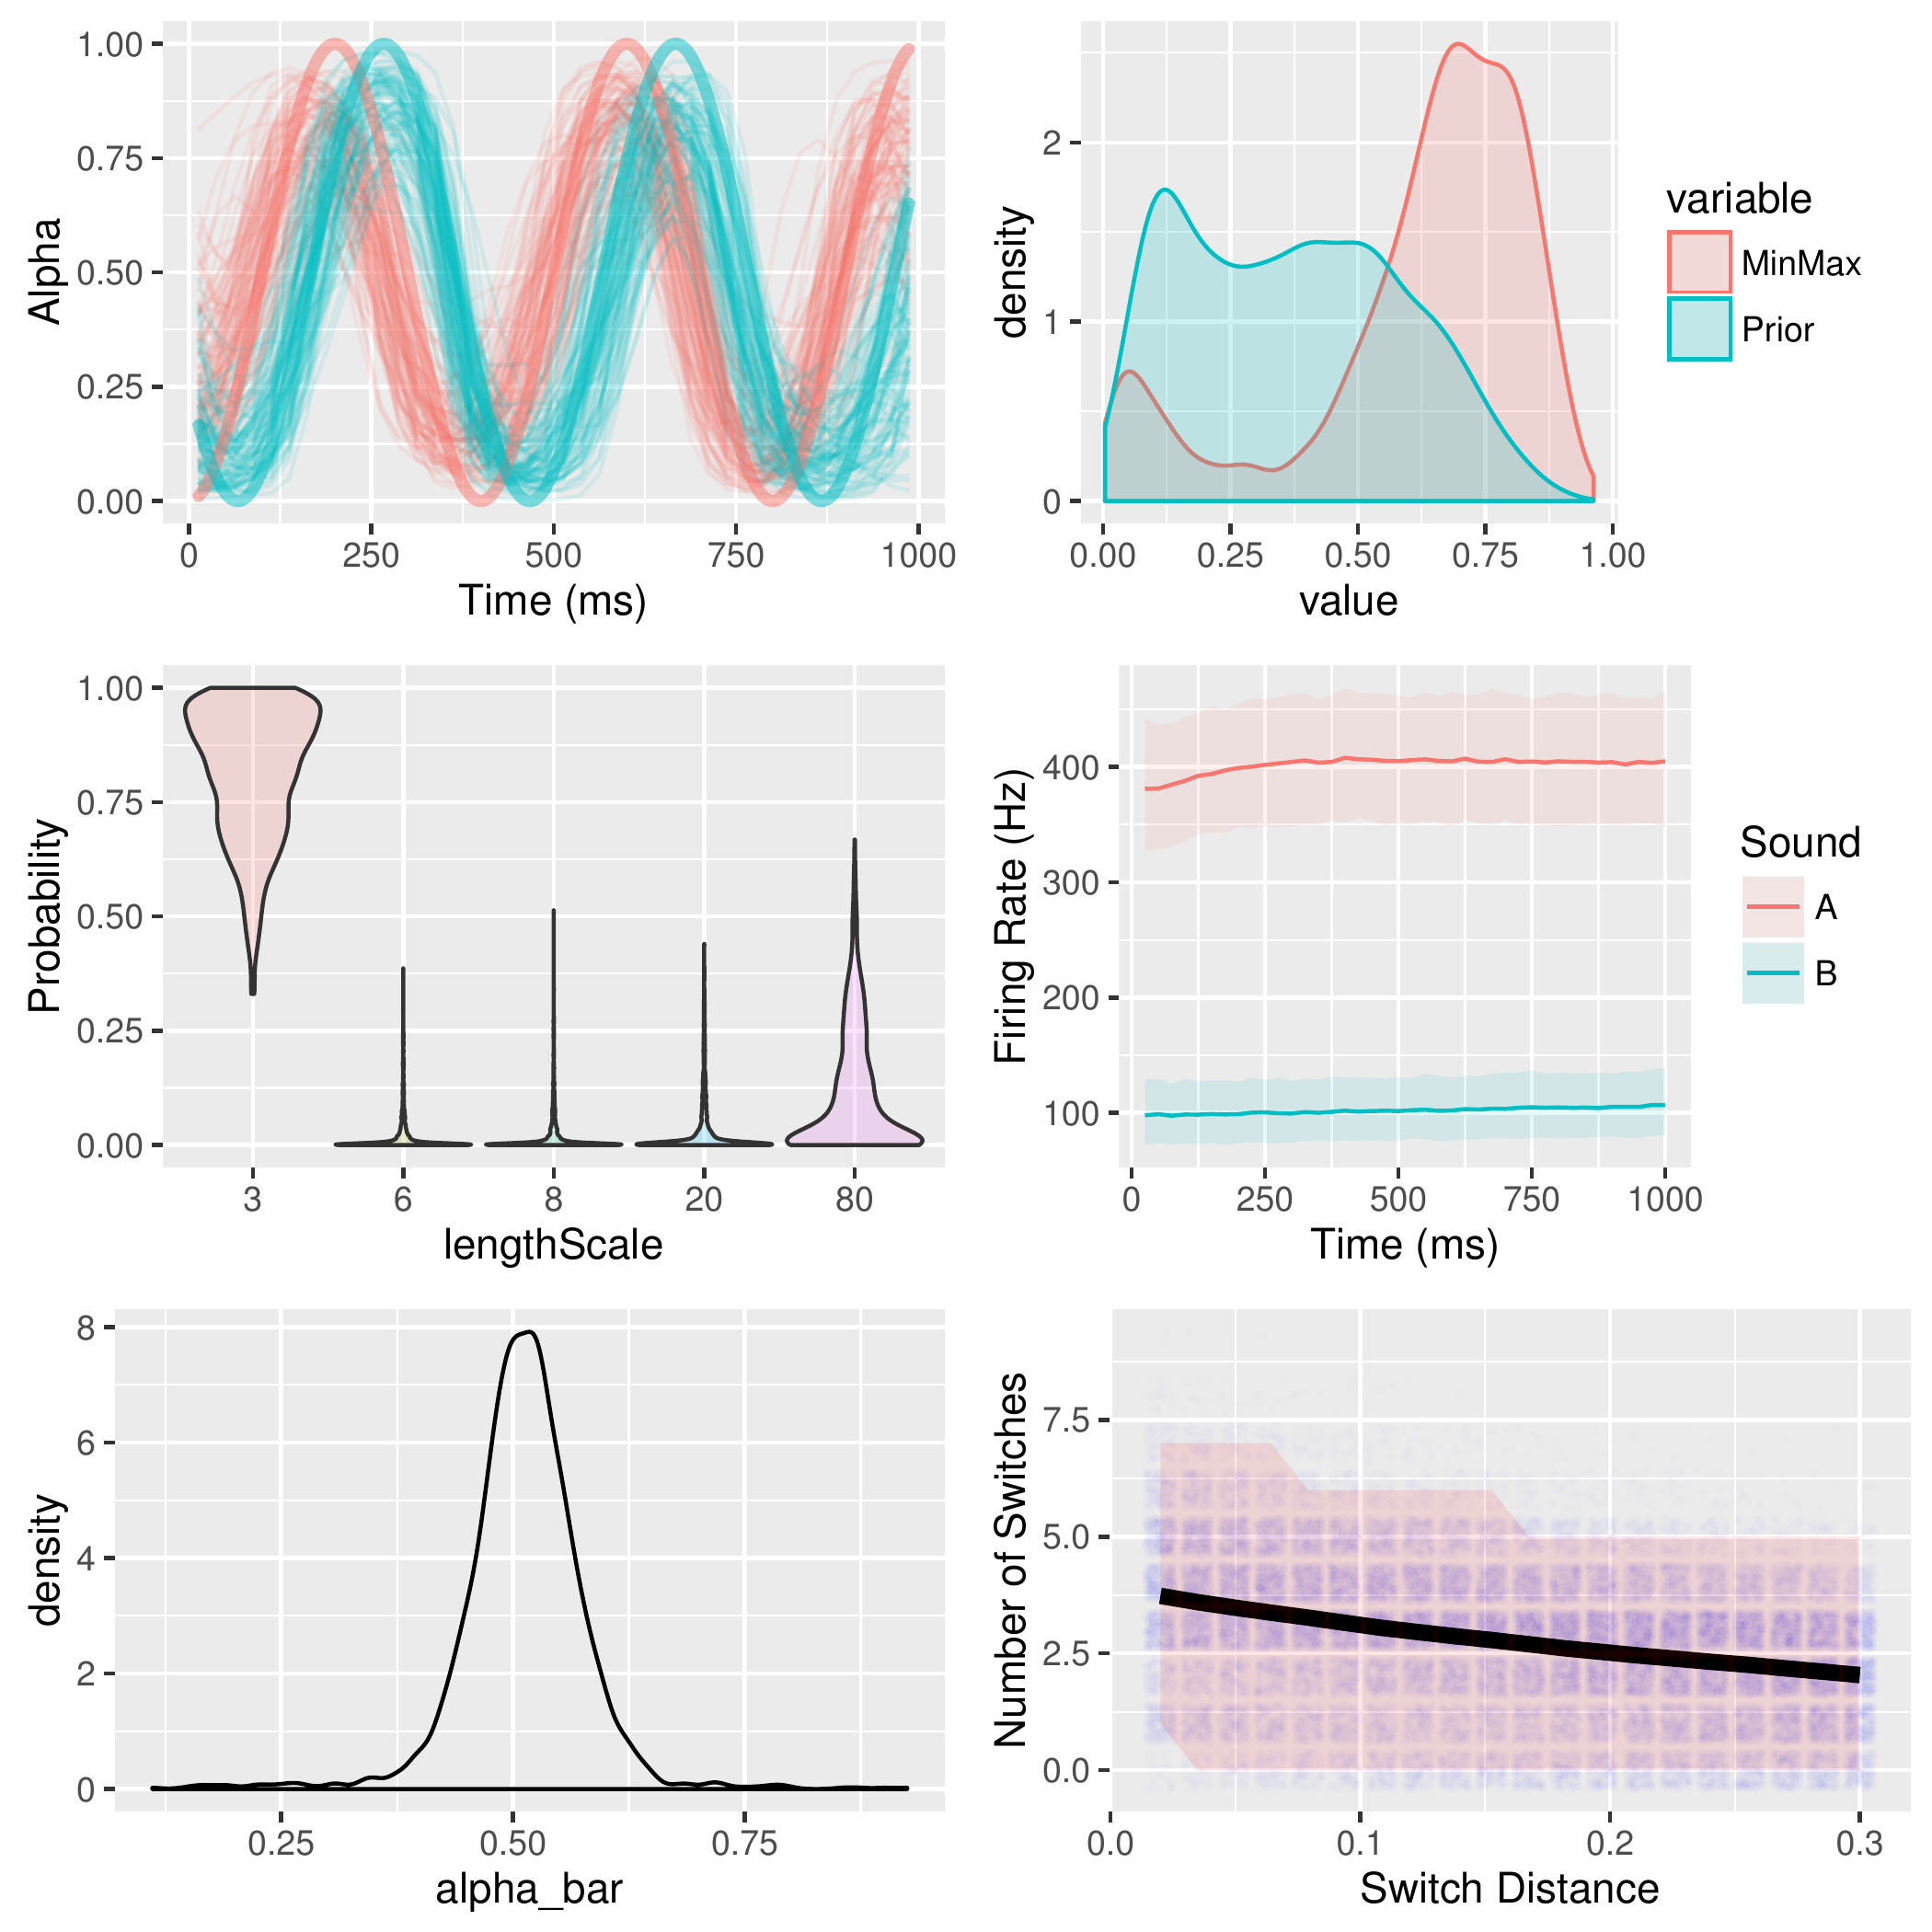 Alpha
1.00
0.75
0.50
0.25
0.00
0 250 500 750 1000
Time (ms)
density
2
1
0
0.00 0.25 0.50 0.75 1.00
value
variable
MinMax
Prior
Probability
1.00
0.75
0.50
0.25
0.00
3 6 8 20 80
lengthScale
Firing Rate (Hz)
400
300
200
100
0 250 500 750 1000
Time (ms)
Sound
A
B
density
8
6
4
2
0
0.25 0.50 0.75
alpha_bar
Number of Switches
7.5
5.0
2.5
0.0
0.0 0.1 0.2 0.3
Switch Distance